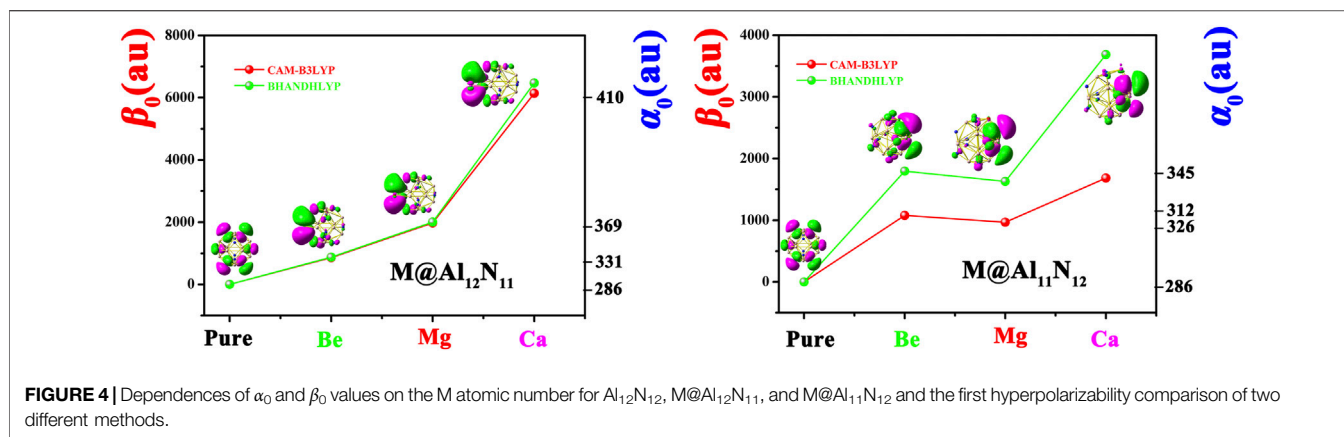 β₀(au)
8000
6000
4000
2000
0
CAM-B3LYP
BHANDHLYP
M@Al₁₂N₁₁
Pure Be Mg Ca
410
369
331
286
α₀(au)
β₀(au)
4000
3000
2000
1000
0
CAM-B3LYP
BHANDHLYP
M@Al₁₁N₁₂
Pure Be Mg Ca
345
312
326
286
α₀(au)
FIGURE 4 | Dependences of α₀ and β₀ values on the M atomic number for Al₁₂N₁₂, M@Al₁₂N₁₁, and M@Al₁₁N₁₂ and the first hyperpolarizability comparison of two
different methods.